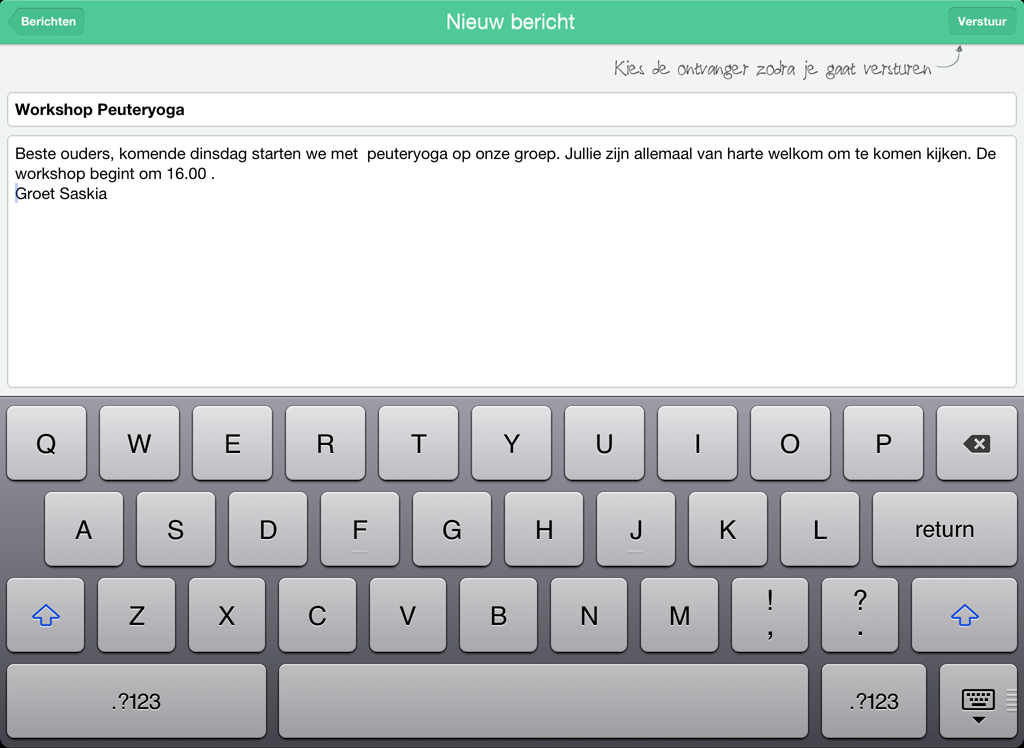 Berichten
Nieuw bericht
Verstuur
Kies de ontvanger zodra je gaat versturen
Workshop Peuteryoga
Beste ouders, komende dinsdag starten we met  peuteryoga op onze groep. Jullie zijn allemaal van harte welkom om te komen kijken. De
workshop begint om 16.00 .
Groet Saskia
Q W E R T Y U I O P
A S D F G H J K L return
Z X C V B N M ! , ? .
.?123 .?123